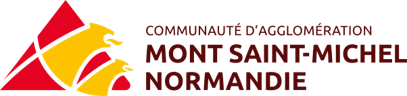 COMMUNAUTÉ D'AGGLOMÉRATION
MONT SAINT-MICHEL
NORMANDIE